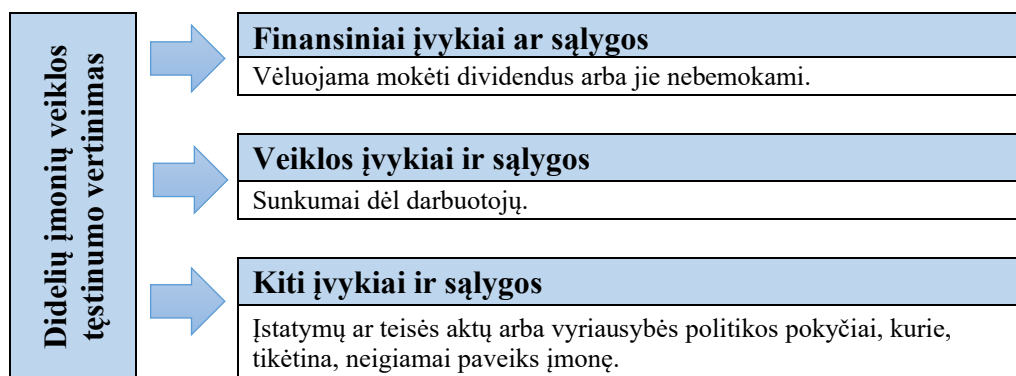 Didelių įmonių veiklos
tęstinumo vertinimas
Finansiniai įvykiai ar sąlygos
Vėluojama mokėti dividendus arba jie nebemokami.
Veiklos įvykiai ir sąlygos
Sunkumai dėl darbuotojų.
Kiti įvykiai ir sąlygos
Įstatymų ar teisės aktų arba vyriausybės politikos pokyčiai, kurie,
tikėtina, neigiamai paveiks įmonę.